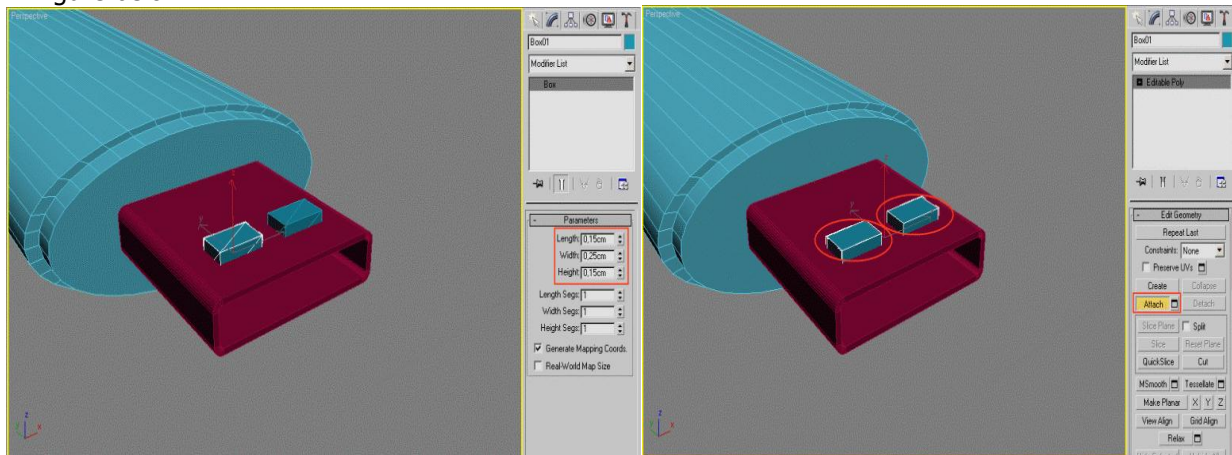 Perspective
Box01
Modifier List
Box
Parameters
Length: 0,15cm
Width: 0,25cm
Height: 0,15cm
Length Segs: 1
Width Segs: 1
Height Segs: 1
Generate Mapping Coords.
Real-World Map Size
z
x
Perspective
Box01
Modifier List
Editable Poly
Edit Geometry
Repeat Last
Constraints: None
Preserve UVs
Create Collapse
Attach Detach
Slice Plane Split
Slice Reset Plane
QuickSlice Cut
MSmooth Tessellate
Make Planar X Y Z
View Align Grid Align
Relax
z
x